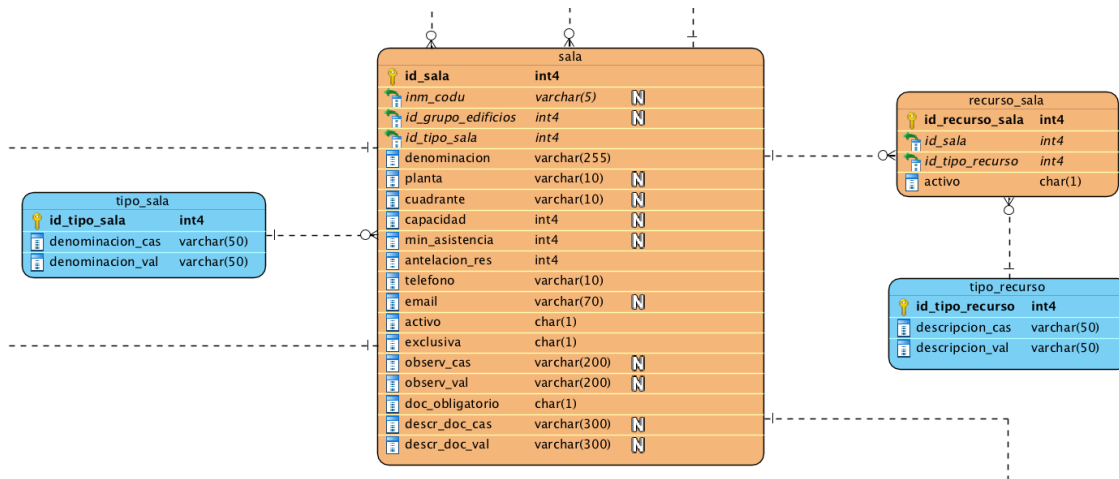 sala
id_sala int4
inm_codu varchar(5) N
id_grupo_edificios int4 N
id_tipo_sala int4
denominacion varchar(255)
planta varchar(10) N
cuadrante varchar(10) N
capacidad int4 N
min_asistencia int4 N
antelacion_res int4
telefono varchar(10)
email varchar(70) N
activo char(1)
exclusiva char(1)
observ_cas varchar(200) N
observ_val varchar(200) N
doc_obligatorio char(1)
descr_doc_cas varchar(300) N
descr_doc_val varchar(300) N
tipo_sala
id_tipo_sala int4
denominacion_cas varchar(50)
denominacion_val varchar(50)
recurso_sala
id_recurso_sala int4
id_sala int4
id_tipo_recurso int4
activo char(1)
tipo_recurso
id_tipo_recurso int4
descripcion_cas varchar(50)
descripcion_val varchar(50)